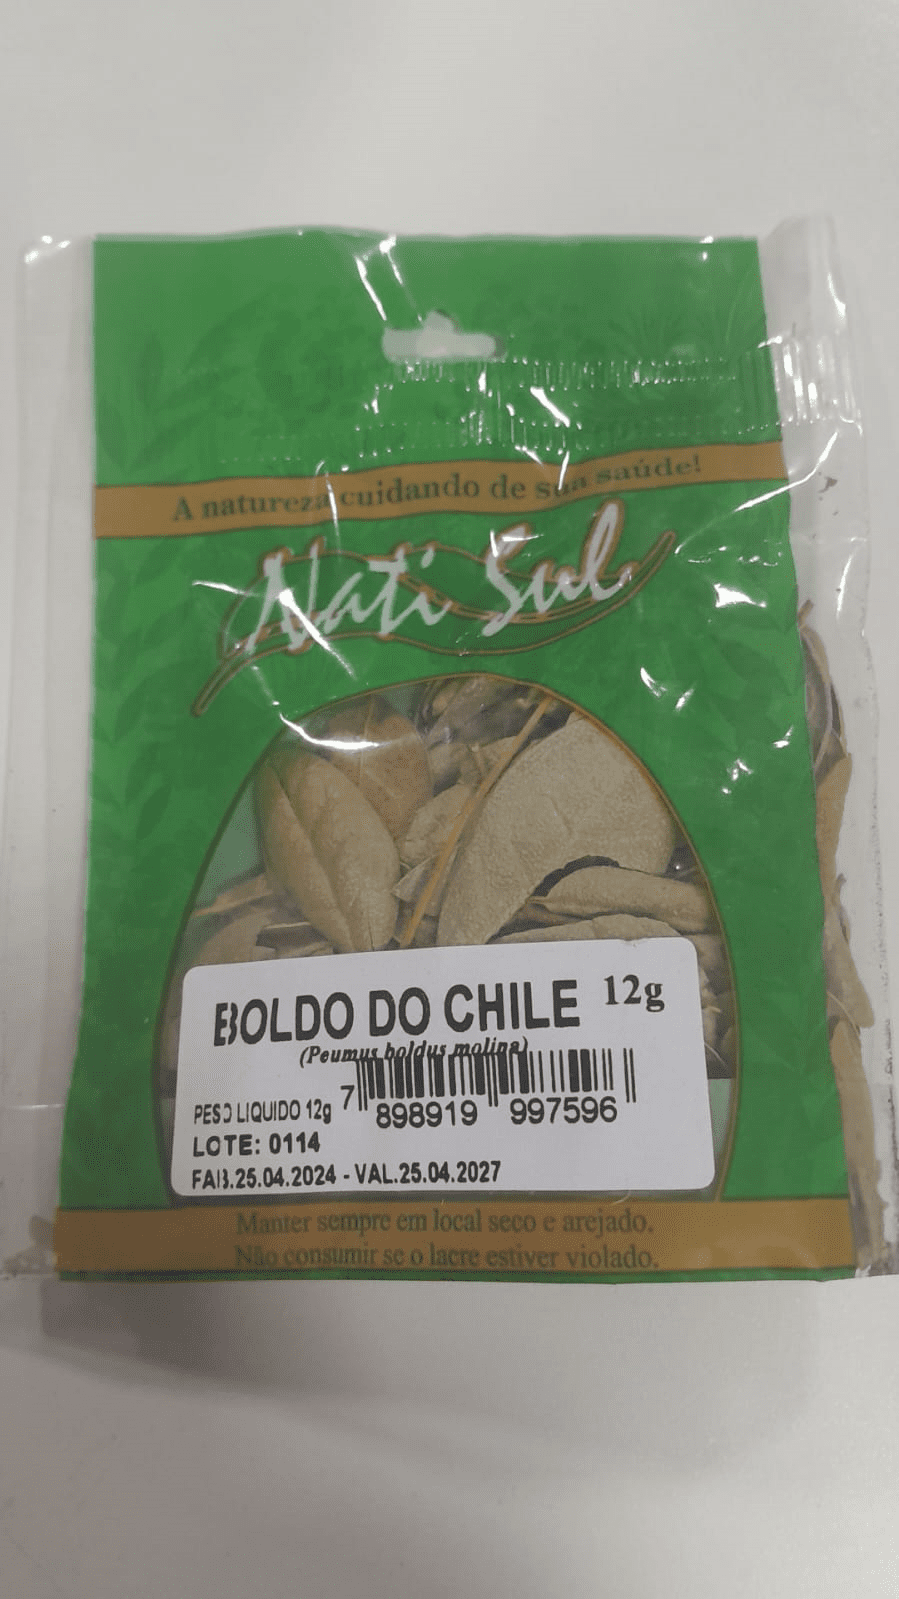 A natureza cuidando de sua saúde!
Nati Sul
BOLDO DO CHILE 12g
(Peumus boldus molina)
PESO LIQUIDO 12g
7 898919 997596
LOTE: 0114
FAB.25.04.2024 - VAL.25.04.2027
Manter sempre em local seco e arejado.
Não consumir se o lacre estiver violado.